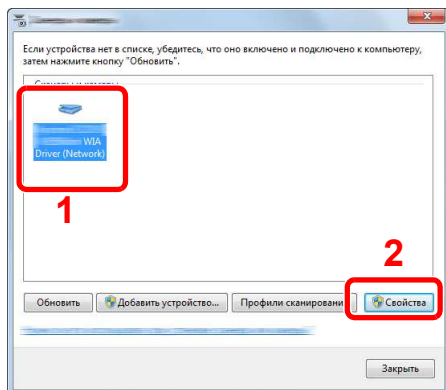 Если устройства нет в списке, убедитесь, что оно включено и подключено к компьютеру,
затем нажмите кнопку "Обновить".
WIA
Driver (Network)
1
2
Обновить
Добавить устройство...
Профили сканировани
Свойства
Закрыть